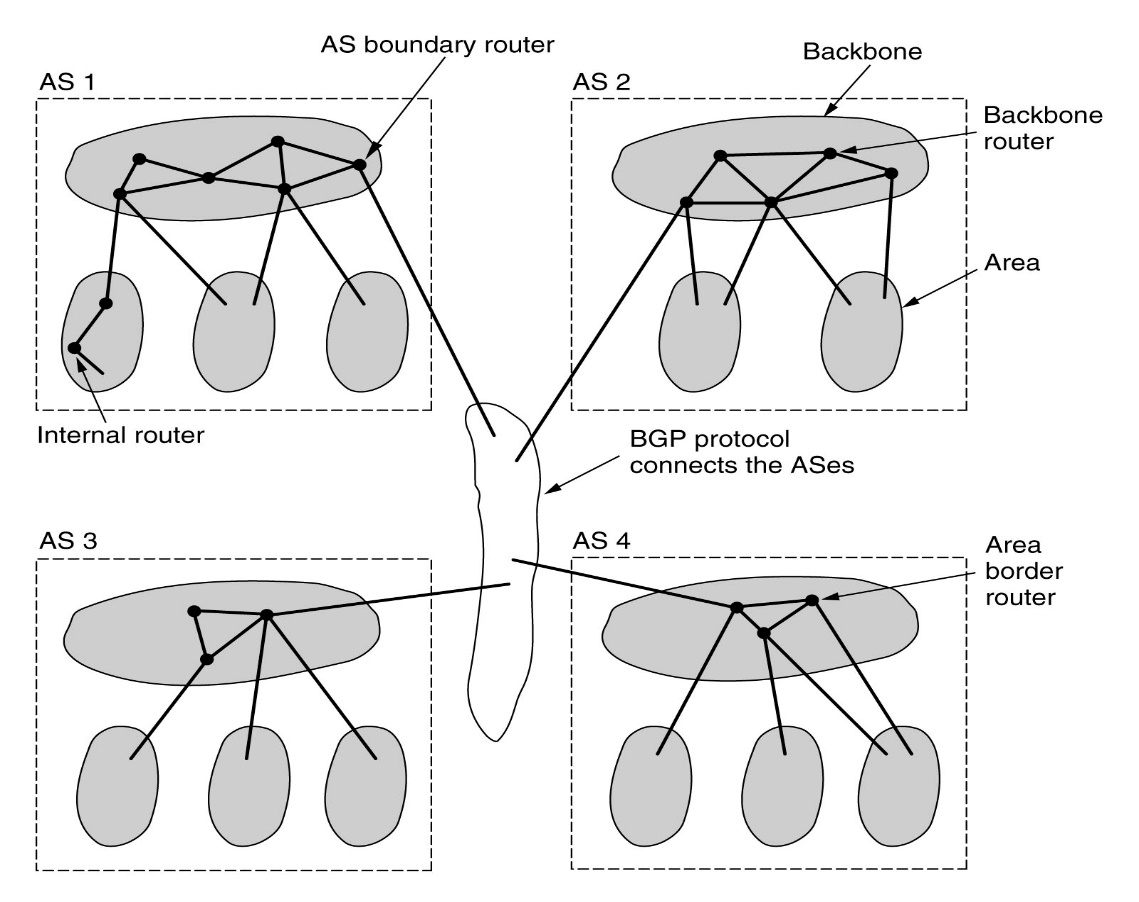 AS boundary router
Backbone
AS 1
AS 2
Backbone
router
Area
Internal router
BGP protocol
connects the ASes
AS 3
AS 4
Area
border
router